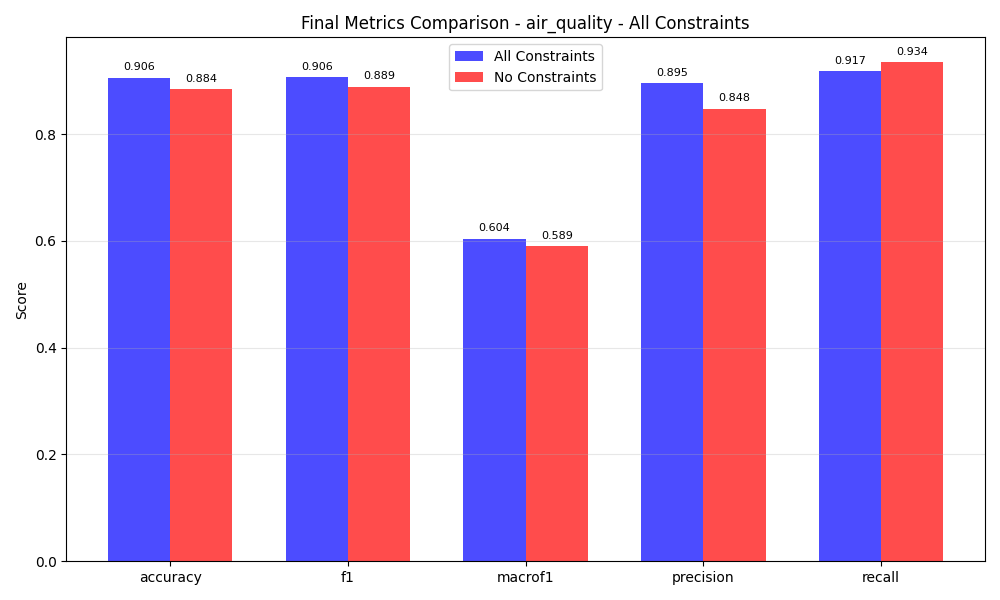 Final Metrics Comparison - air_quality - All Constraints
All Constraints
No Constraints
0.906
0.884
0.906
0.889
0.604
0.589
0.895
0.848
0.917
0.934
Score
0.8
0.6
0.4
0.2
0.0
accuracy
f1
macrof1
precision
recall